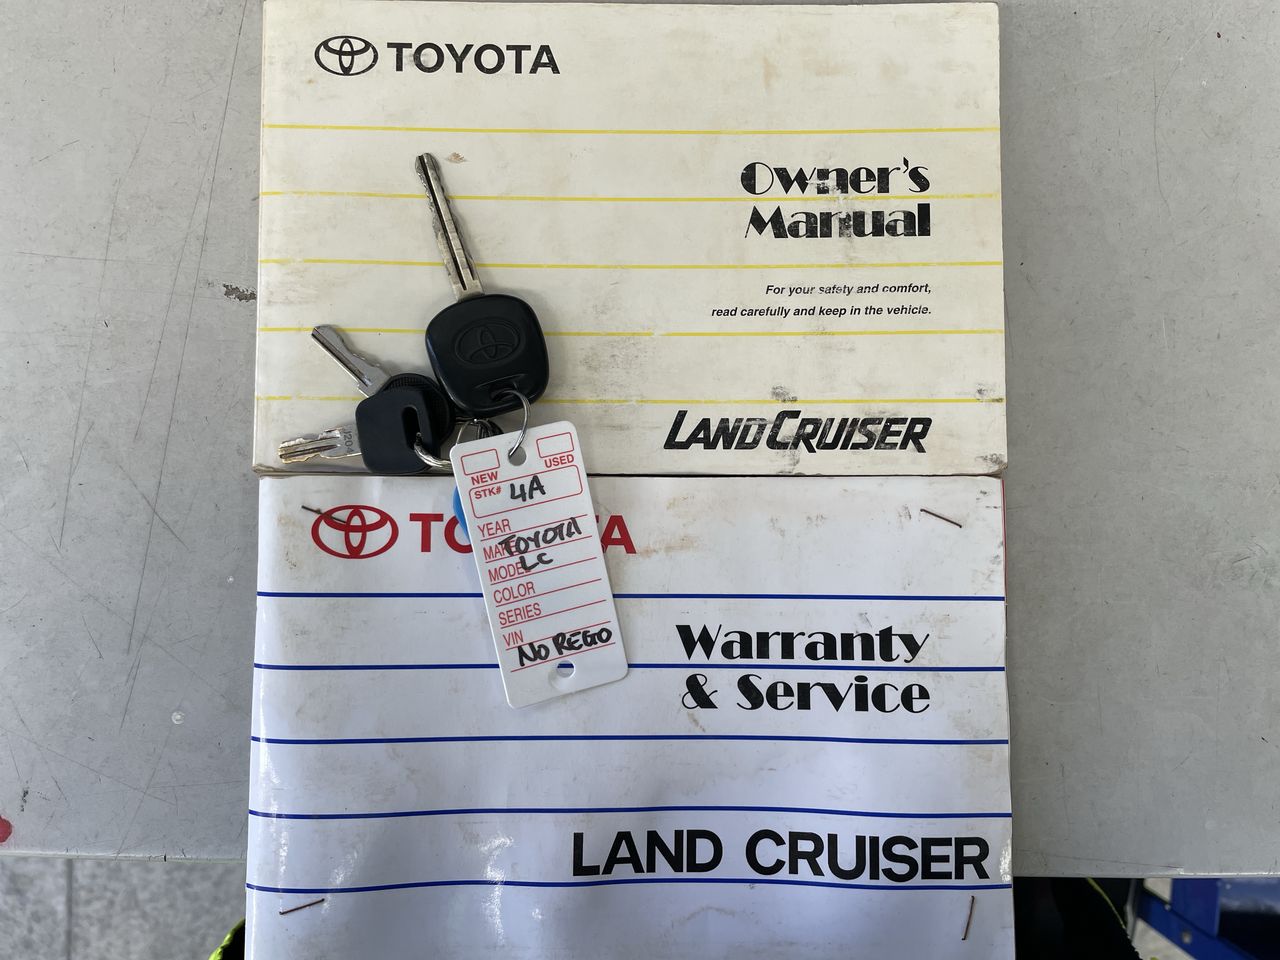 TOYOTA
Owner's
Manual
For your safety and comfort,
read carefully and keep in the vehicle.
LAND CRUISER
NEW
USED
STK# 4A
YEAR
MAKE TOYOTA
MODEL LC
COLOR
SERIES
VIN
NO REGO
TOYOTA
Warranty
& Service
LAND CRUISER